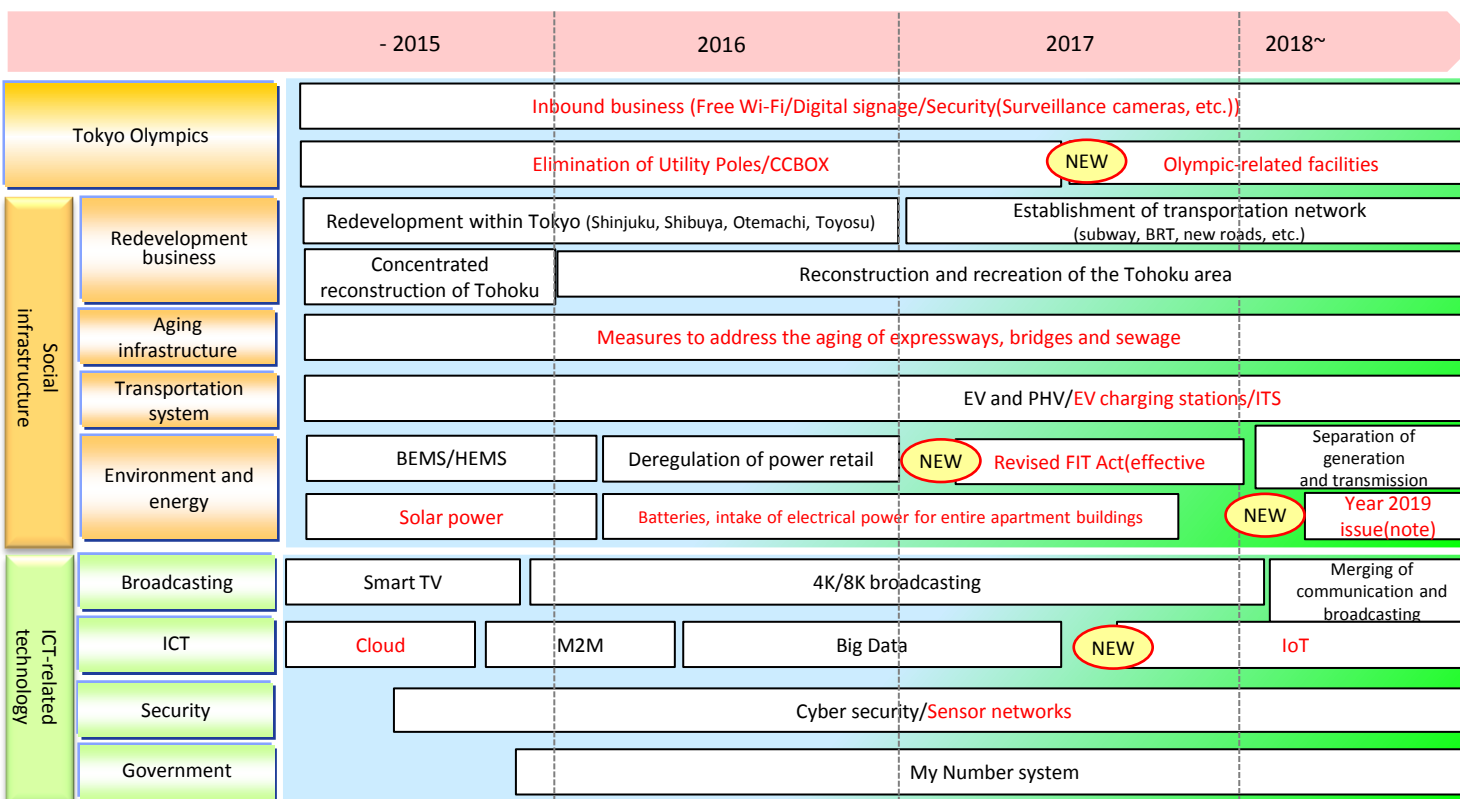 - 2015
2016
2017
2018~
Tokyo Olympics
Inbound business (Free Wi-Fi/Digital signage/Security(Surveillance cameras, etc.))
Elimination of Utility Poles/CCBOX
NEW
Olympic-related facilities
Social
infrastructure
Redevelopment
business
Redevelopment within Tokyo (Shinjuku, Shibuya, Otemachi, Toyosu)
Establishment of transportation network
(subway, BRT, new roads, etc.)
Concentrated
reconstruction of Tohoku
Reconstruction and recreation of the Tohoku area
Aging
infrastructure
Measures to address the aging of expressways, bridges and sewage
Transportation
system
EV and PHV/EV charging stations/ITS
Environment and
energy
BEMS/HEMS
Deregulation of power retail
NEW
Revised FIT Act(effective
Separation of
generation
and transmission
Solar power
Batteries, intake of electrical power for entire apartment buildings
NEW
Year 2019
issue(note)
ICT-related
technology
Broadcasting
Smart TV
4K/8K broadcasting
Merging of
communication and
broadcasting
ICT
Cloud
M2M
Big Data
NEW
IoT
Security
Cyber security/Sensor networks
Government
My Number system